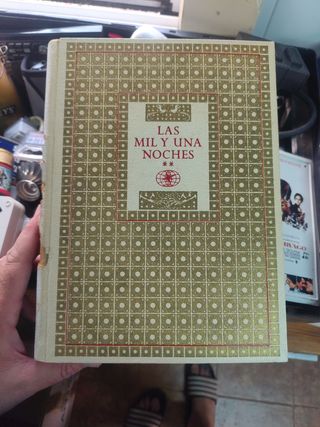 LAS
MIL Y UNA
NOCHES
**